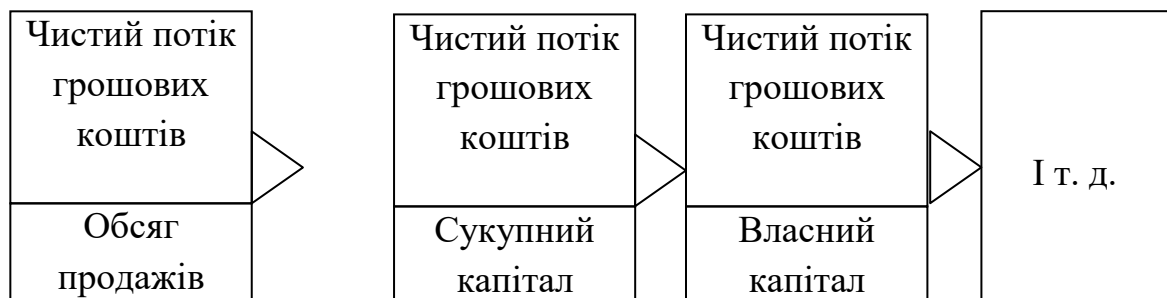 Чистий потік
грошових
коштів
Обсяг
продажів
Чистий потік
грошових
коштів
Сукупний
капітал
Чистий потік
грошових
коштів
Власний
капітал
І т. д.